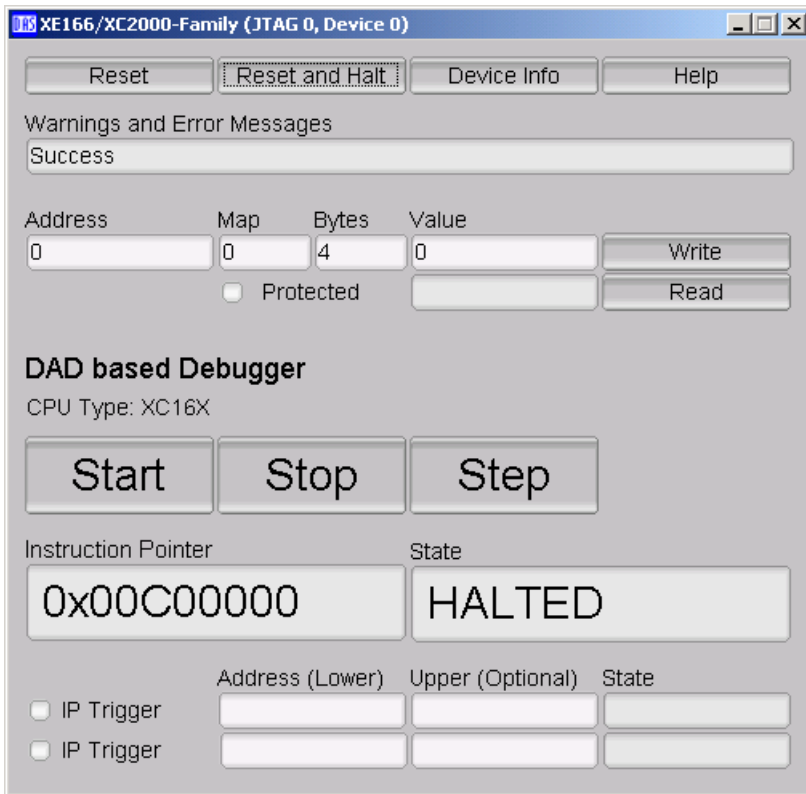 DAS XE166/XC2000-Family (JTAG 0, Device 0)
Reset Reset and Halt Device Info Help
Warnings and Error Messages
Success
Address Map Bytes Value
0 0 4 0 Write
Protected Read
DAD based Debugger
CPU Type: XC16X
Start Stop Step
Instruction Pointer State
0x00C00000 HALTED
Address (Lower) Upper (Optional) State
IP Trigger
IP Trigger